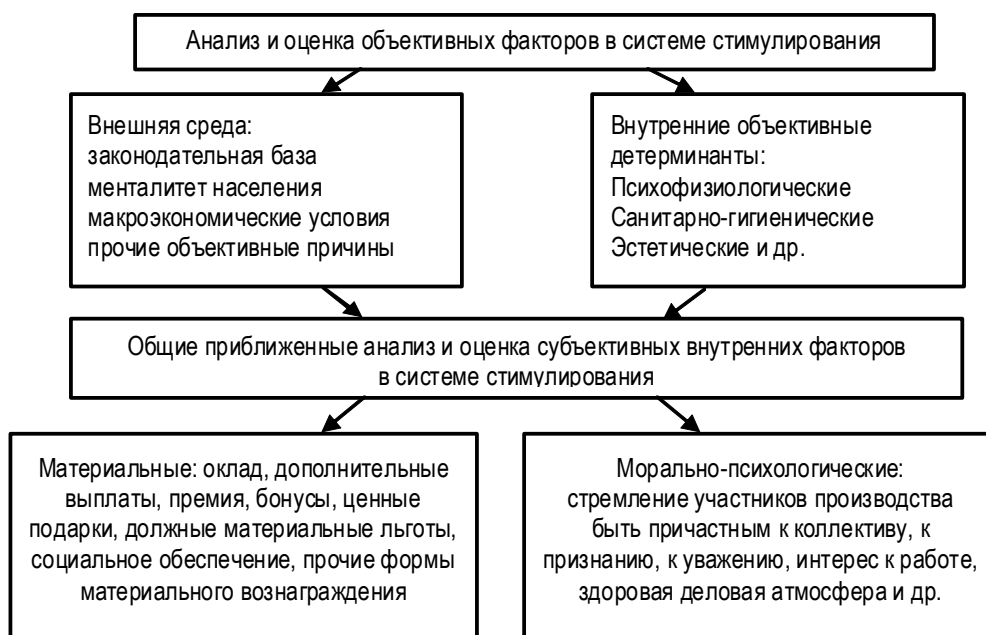 Анализ и оценка объективных факторов в системе стимулирования
Внешняя среда:
законодательная база
менталитет населения
макроэкономические условия
прочие объективные причины
Внутренние объективные
детерминанты:
Психофизиологические
Санитарно-гигиенические
Эстетические и др.
Общие приближенные анализ и оценка субъективных внутренних факторов
в системе стимулирования
Материальные: оклад, дополнительные
выплаты, премия, бонусы, ценные
подарки, должные материальные льготы,
социальное обеспечение, прочие формы
материального вознаграждения
Морально-психологические:
стремление участников производства
быть причастным к коллективу, к
признанию, к уважению, интерес к работе,
здоровая деловая атмосфера и др.